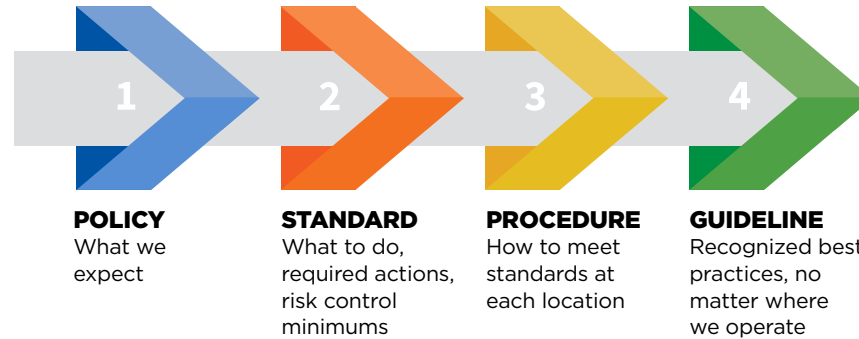 1
2
3
4
POLICY
What we
expect
STANDARD
What to do,
required actions,
risk control
minimums
PROCEDURE
How to meet
standards at
each location
GUIDELINE
Recognized best
practices, no
matter where
we operate